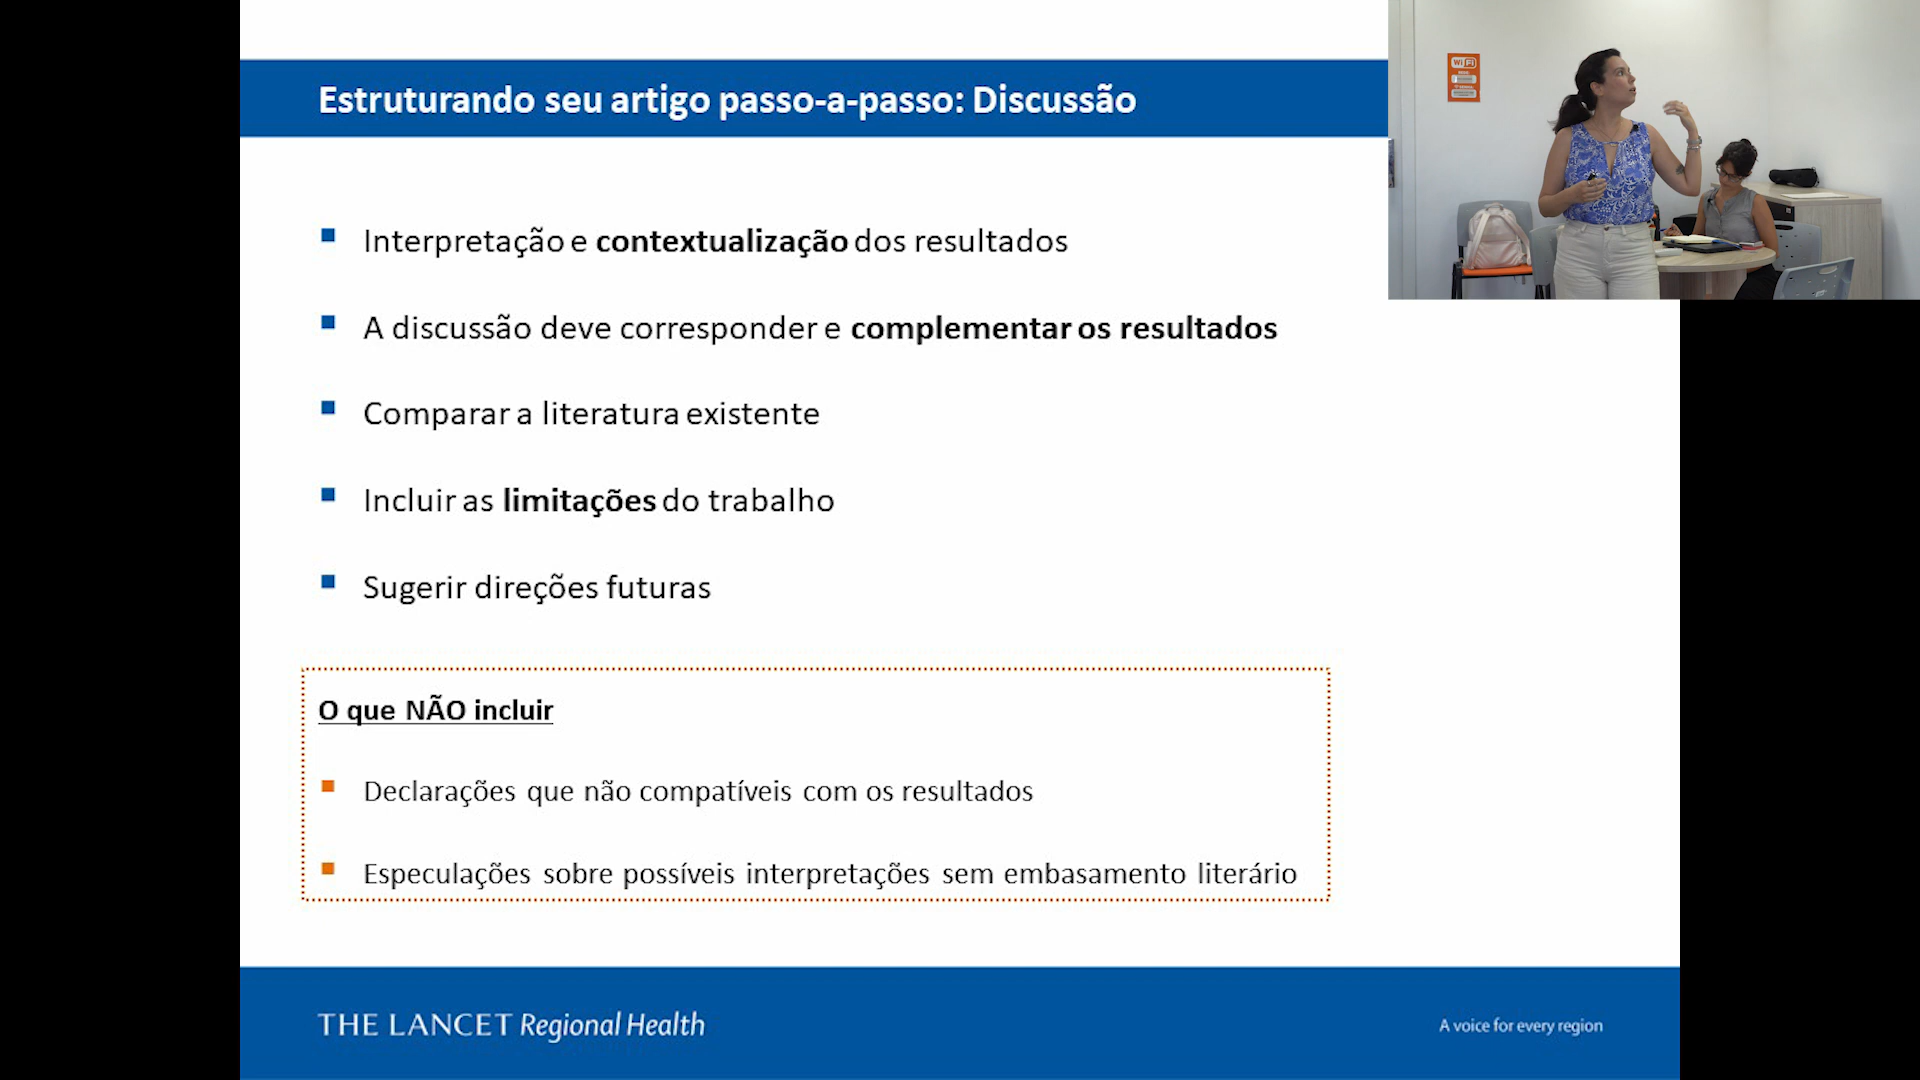 Estruturando seu artigo passo-a-passo: Discussão
WiFi
Interpretação e contextualização dos resultados
A discussão deve corresponder e complementar os resultados
Comparar a literatura existente
Incluir as limitações do trabalho
Sugerir direções futuras
O que NÃO incluir
Declarações que não compatíveis com os resultados
Especulações sobre possíveis interpretações sem embasamento literário
THE LANCET Regional Health
A voice for every region